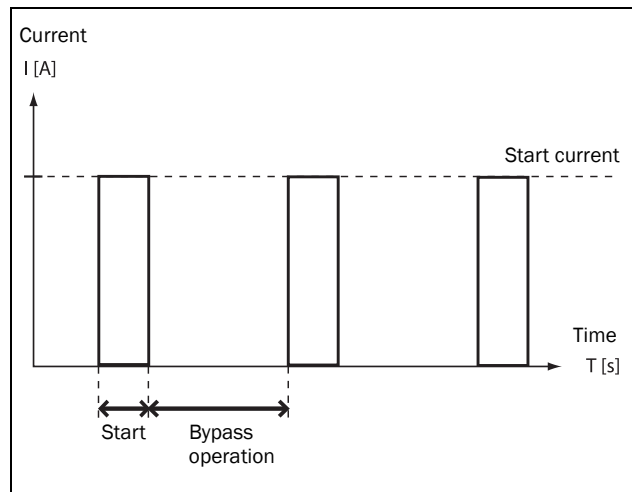 Current
I [A]
Start current
Time
T [s]
Start
Bypass
operation